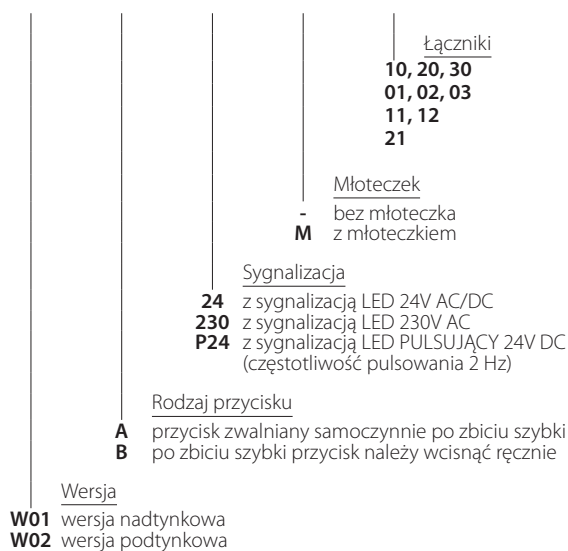 Łączniki
10, 20, 30
01, 02, 03
11, 12
21
Młoteczek
- bez młoteczka
M z młoteczkiem
Sygnalizacja
24 z sygnalizacją LED 24V AC/DC
230 z sygnalizacją LED 230V AC
P24 z sygnalizacją LED PULSUJĄCY 24V DC
(częstotliwość pulsowania 2 Hz)
Rodzaj przycisku
A przycisk zwalniany samoczynnie po zbiciu szybki
B po zbiciu szybki przycisk należy wcisnąć ręcznie
Wersja
W01 wersja nadtynkowa
W02 wersja podtynkowa